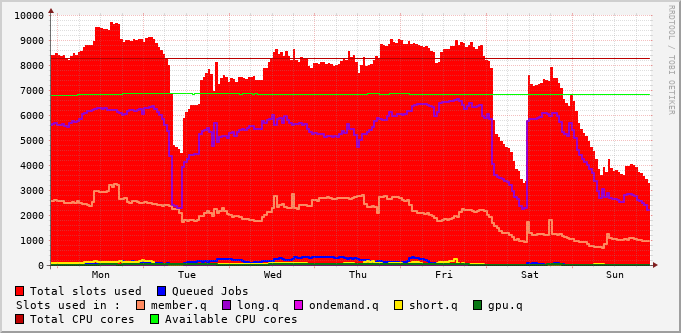 10000
9000
8000
7000
6000
5000
4000
3000
2000
1000
0
Mon Tue Wed Thu Fri Sat Sun
RRDTOOL / TOBI OETIKER
Total slots used Queued Jobs
Slots used in : member.q long.q ondemand.q short.q gpu.q
Total CPU cores Available CPU cores